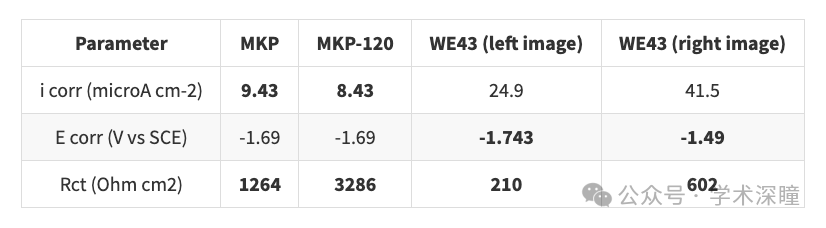 Parameter MKP MKP-120 WE43 (left image) WE43 (right image)
i corr (microA cm-2) 9.43 8.43 24.9 41.5
E corr (V vs SCE) -1.69 -1.69 -1.743 -1.49
Rct (Ohm cm2) 1264 3286 210 602
公众号 · 学术深瞳